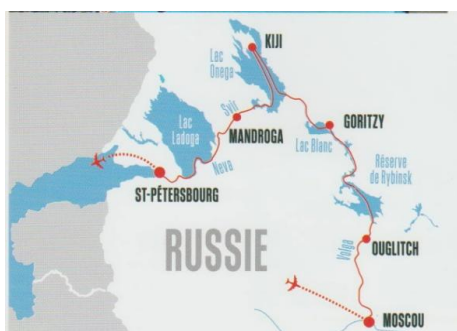 KIJI
Lac
Onega
Lac
Ladoga
Svir
MANDROGA
GORITZY
Lac Blanc
Neva
Réserve
de Rybinsk
ST-PÉTERSBOURG
RUSSIE
OUGLITCH
Volga
MOSCOU